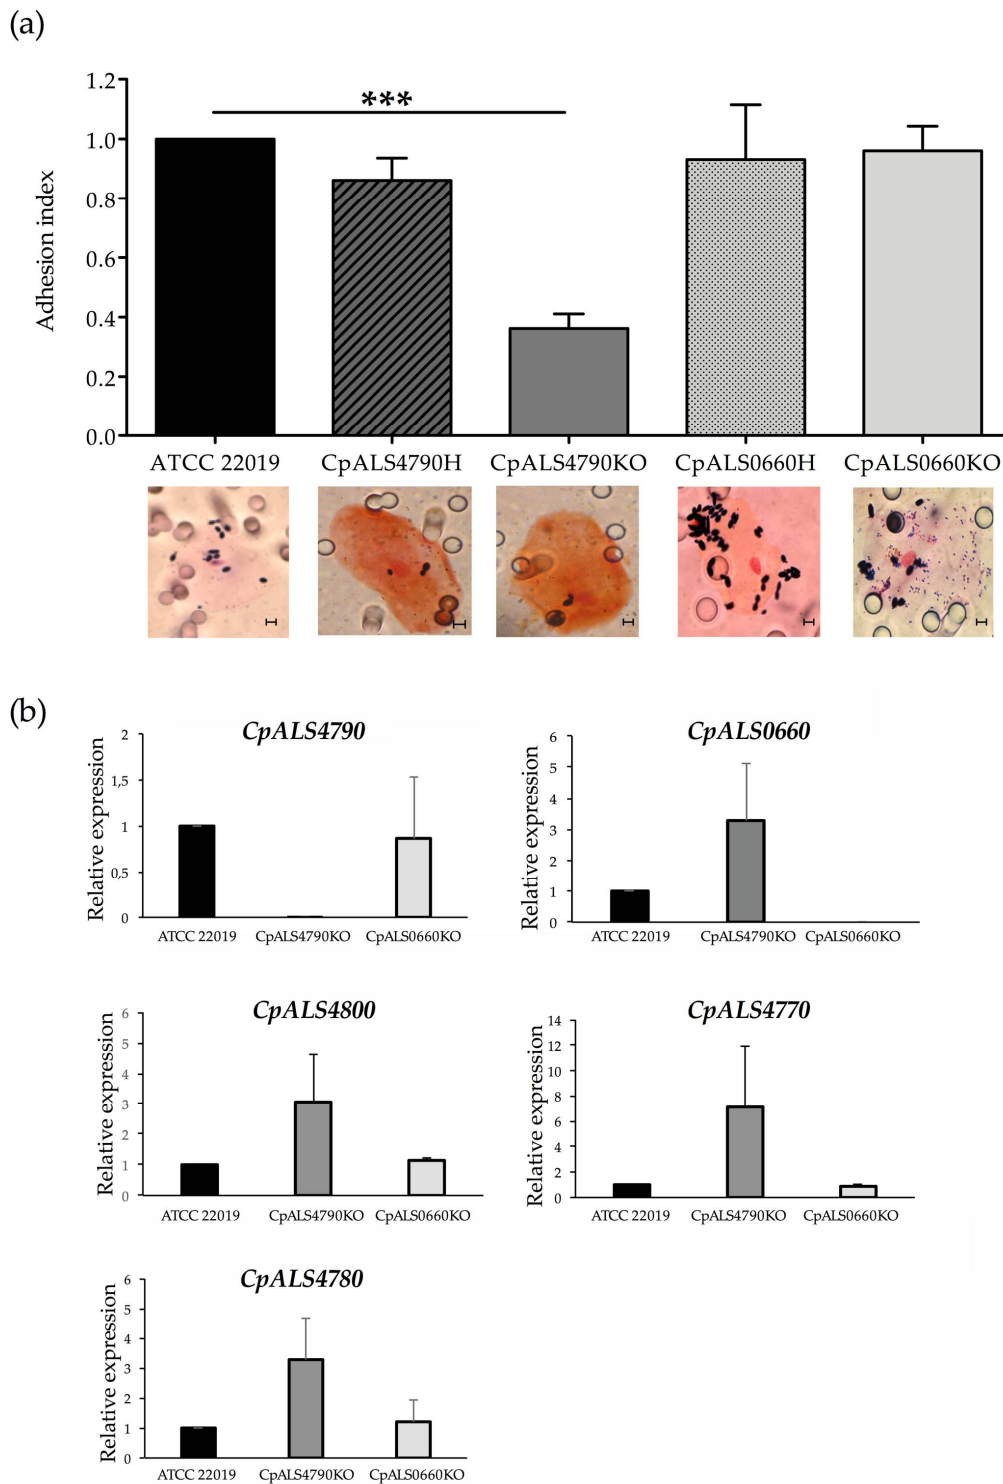 (a)
***
Adhesion index
1.2
1.0
0.8
0.6
0.4
0.2
0.0
ATCC 22019 CpALS4790H CpALS4790KO CpALS0660H CpALS0660KO
(b)
CpALS4790
Relative expression
2
1,5
1
0,5
0
ATCC 22019 CpALS4790KO CpALS0660KO
CpALS0660
Relative expression
6
5
4
3
2
1
0
ATCC 22019 CpALS4790KO CpALS0660KO
CpALS4800
Relative expression
6
5
4
3
2
1
0
ATCC 22019 CpALS4790KO CpALS0660KO
CpALS4770
Relative expression
14
12
10
8
6
4
2
0
ATCC 22019 CpALS4790KO CpALS0660KO
CpALS4780
Relative expression
6
5
4
3
2
1
0
ATCC 22019 CpALS4790KO CpALS0660KO